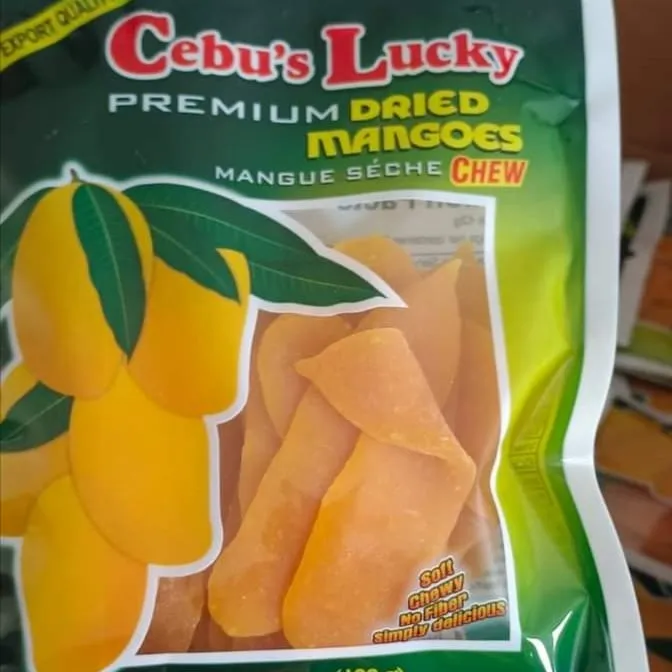 EXPORT QUALITY
Cebu's Lucky
PREMIUM DRIED
MANGOES
MANGUE SÉCHE CHEW
Soft
Chewy
No Fiber
simply delicious